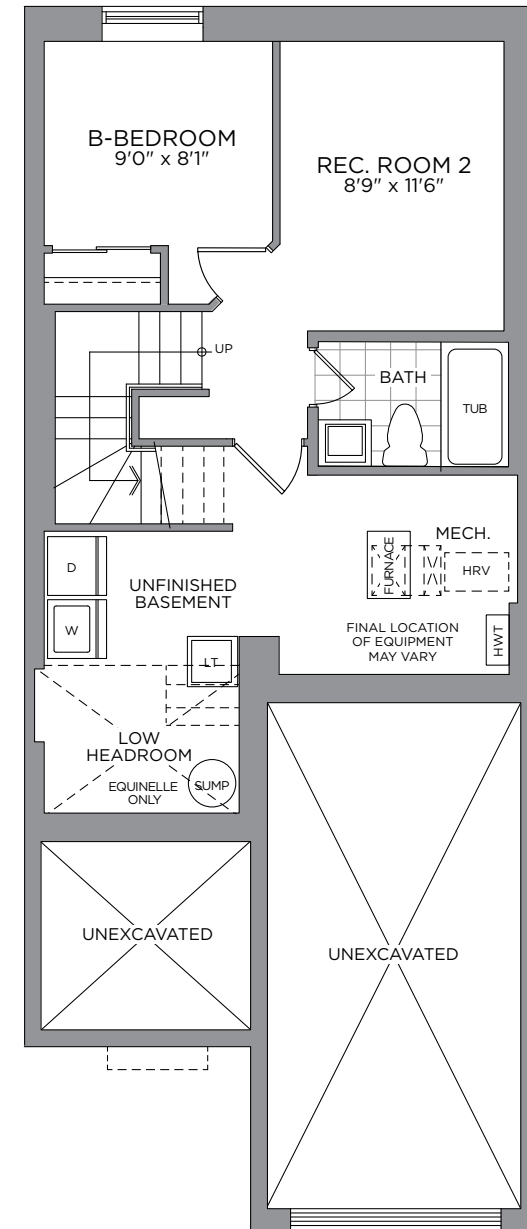 B-BEDROOM
9'0" x 8'1"
REC. ROOM 2
8'9" x 11'6"
UP
BATH
TUB
D
W
UNFINISHED
BASEMENT
LT
FURNACE
MECH.
HRV
FINAL LOCATION
OF EQUIPMENT
MAY VARY
HWT
LOW
HEADROOM
EQUINELLE
ONLY
SUMP
UNEXCAVATED
UNEXCAVATED